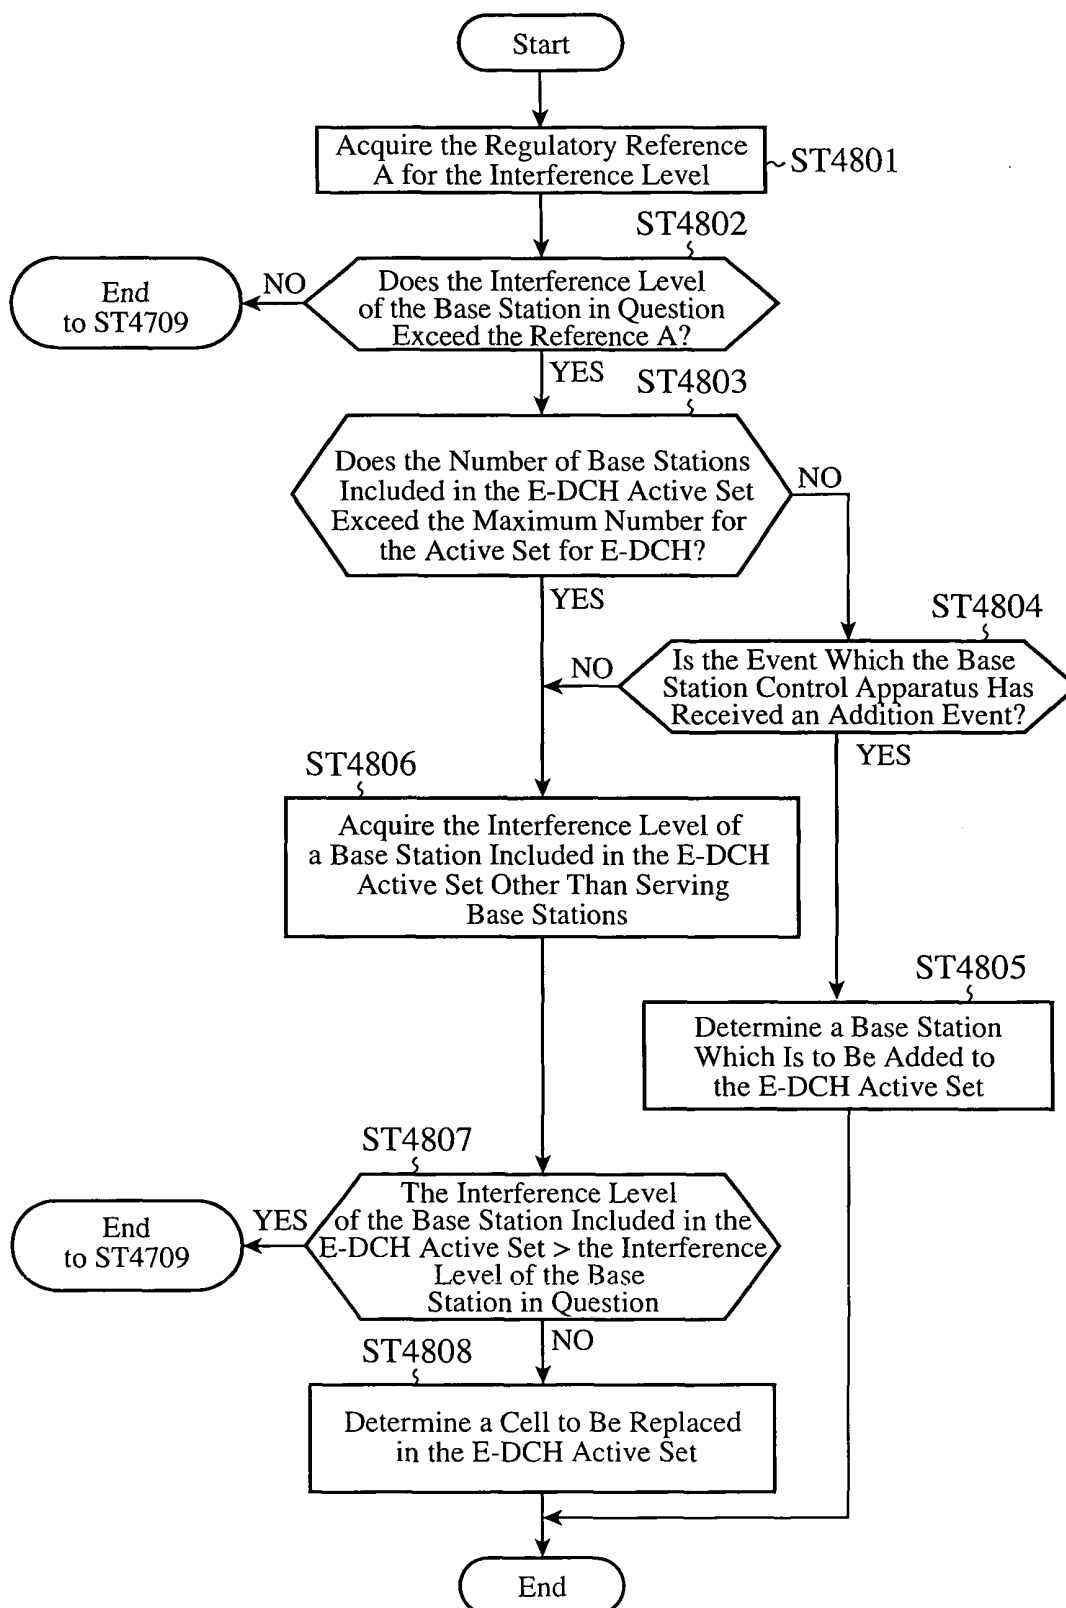 Start
Acquire the Regulatory Reference
A for the Interference Level
ST4801
ST4802
Does the Interference Level
of the Base Station in Question
Exceed the Reference A?
NO
End
to ST4709
YES
ST4803
Does the Number of Base Stations
Included in the E-DCH Active Set
Exceed the Maximum Number for
the Active Set for E-DCH?
NO
YES
ST4804
Is the Event Which the Base
Station Control Apparatus Has
Received an Addition Event?
NO
YES
ST4806
Acquire the Interference Level of
a Base Station Included in the E-DCH
Active Set Other Than Serving
Base Stations
ST4805
Determine a Base Station
Which Is to Be Added to
the E-DCH Active Set
ST4807
The Interference Level
of the Base Station Included in the
E-DCH Active Set > the Interference
Level of the Base
Station in Question
YES
End
to ST4709
NO
ST4808
Determine a Cell to Be Replaced
in the E-DCH Active Set
End